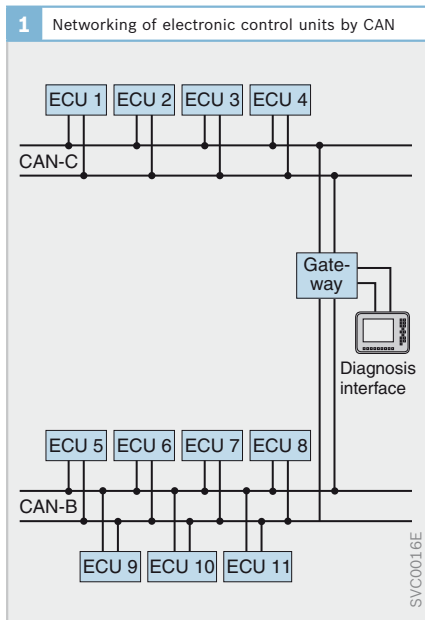 1 Networking of electronic control units by CAN
ECU 1 ECU 2 ECU 3 ECU 4
CAN-C
Gate-
way
Diagnosis
interface
ECU 5 ECU 6 ECU 7 ECU 8
CAN-B
ECU 9 ECU 10 ECU 11
SVC0016E